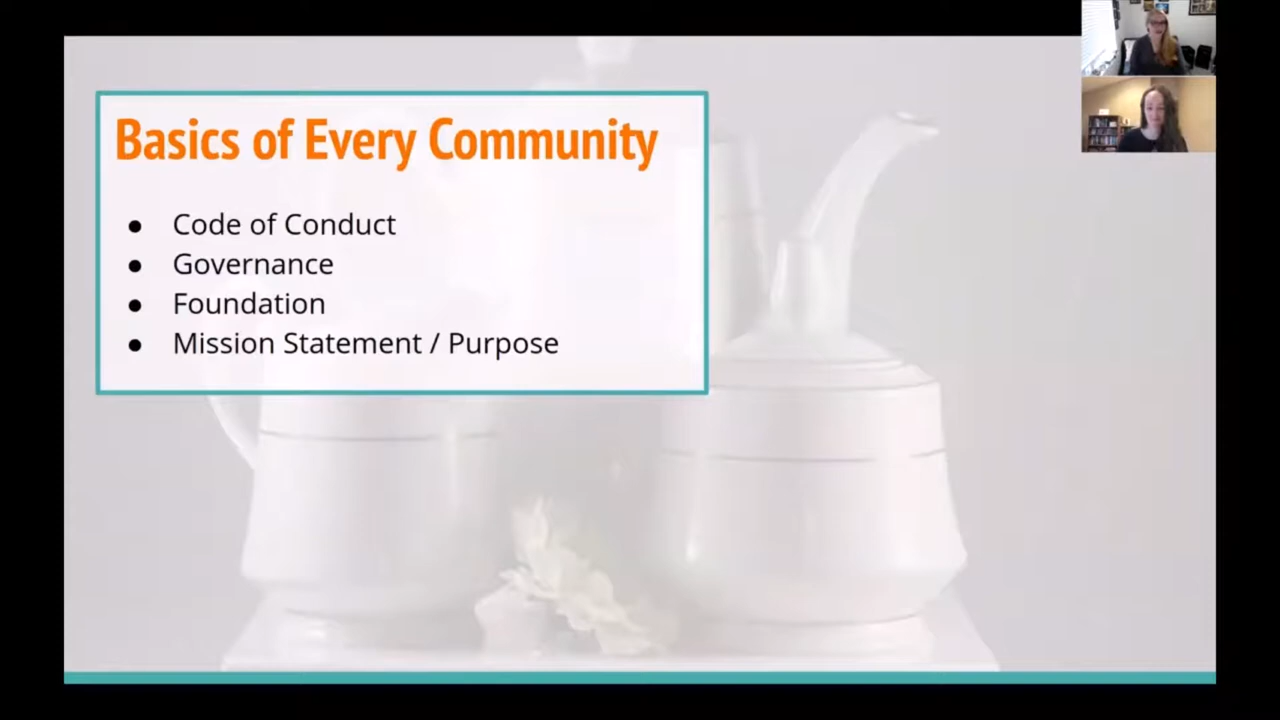 Basics of Every Community
● Code of Conduct
● Governance
● Foundation
● Mission Statement / Purpose